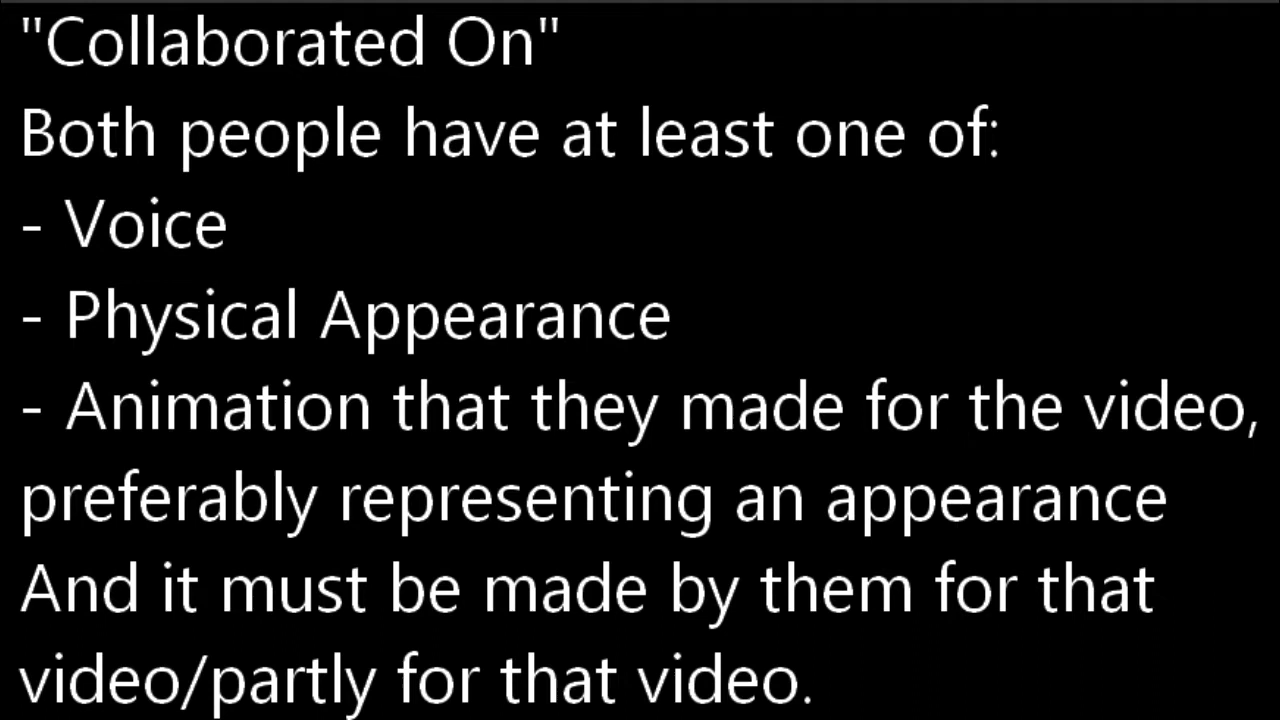 "Collaborated On"
Both people have at least one of:
- Voice
- Physical Appearance
- Animation that they made for the video,
preferably representing an appearance
And it must be made by them for that
video/partly for that video.